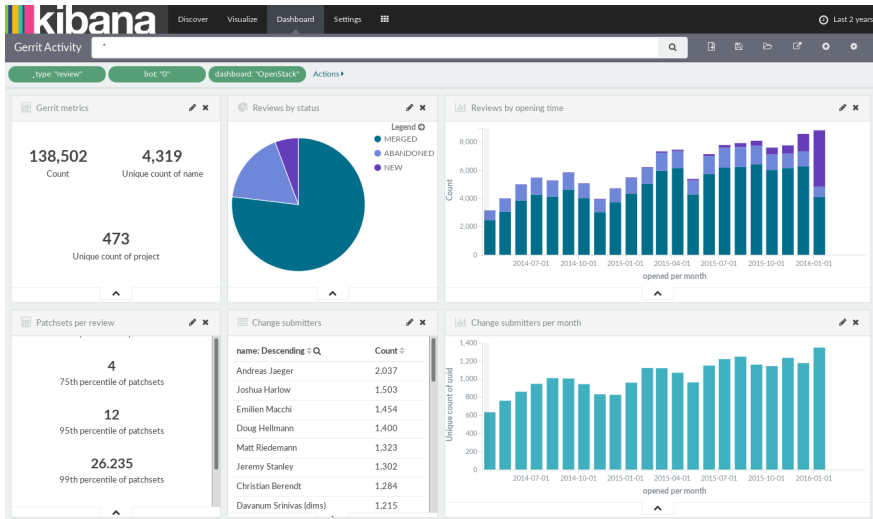 kibana
Discover Visualize Dashboard Settings
Last 2 years
Gerrit Activity *
_type: "review" bot: "0" dashboard: "OpenStack" Actions
Gerrit metrics
138,502 4,319
Count Unique count of name
473
Unique count of project
Reviews by status
Legend
MERGED
ABANDONED
NEW
Reviews by opening time
8,000
6,000
4,000
2,000
0
Count
2014-07-01 2014-10-01 2015-01-01 2015-04-01 2015-07-01 2015-10-01 2016-01-01
opened per month
Patchsets per review
4
75th percentile of patchsets
12
95th percentile of patchsets
26.235
99th percentile of patchsets
Change submitters
name: Descending Count
Andreas Jaeger 2,037
Joshua Harlow 1,503
Emilien Macchi 1,454
Doug Hellmann 1,400
Matt Riedemann 1,323
Jeremy Stanley 1,302
Christian Berendt 1,284
Davanum Srinivas (dims) 1,215
Change submitters per month
1,400
1,200
1,000
800
600
400
200
0
Unique count of uuid
2014-07-01 2014-10-01 2015-01-01 2015-04-01 2015-07-01 2015-10-01 2016-01-01
opened per month